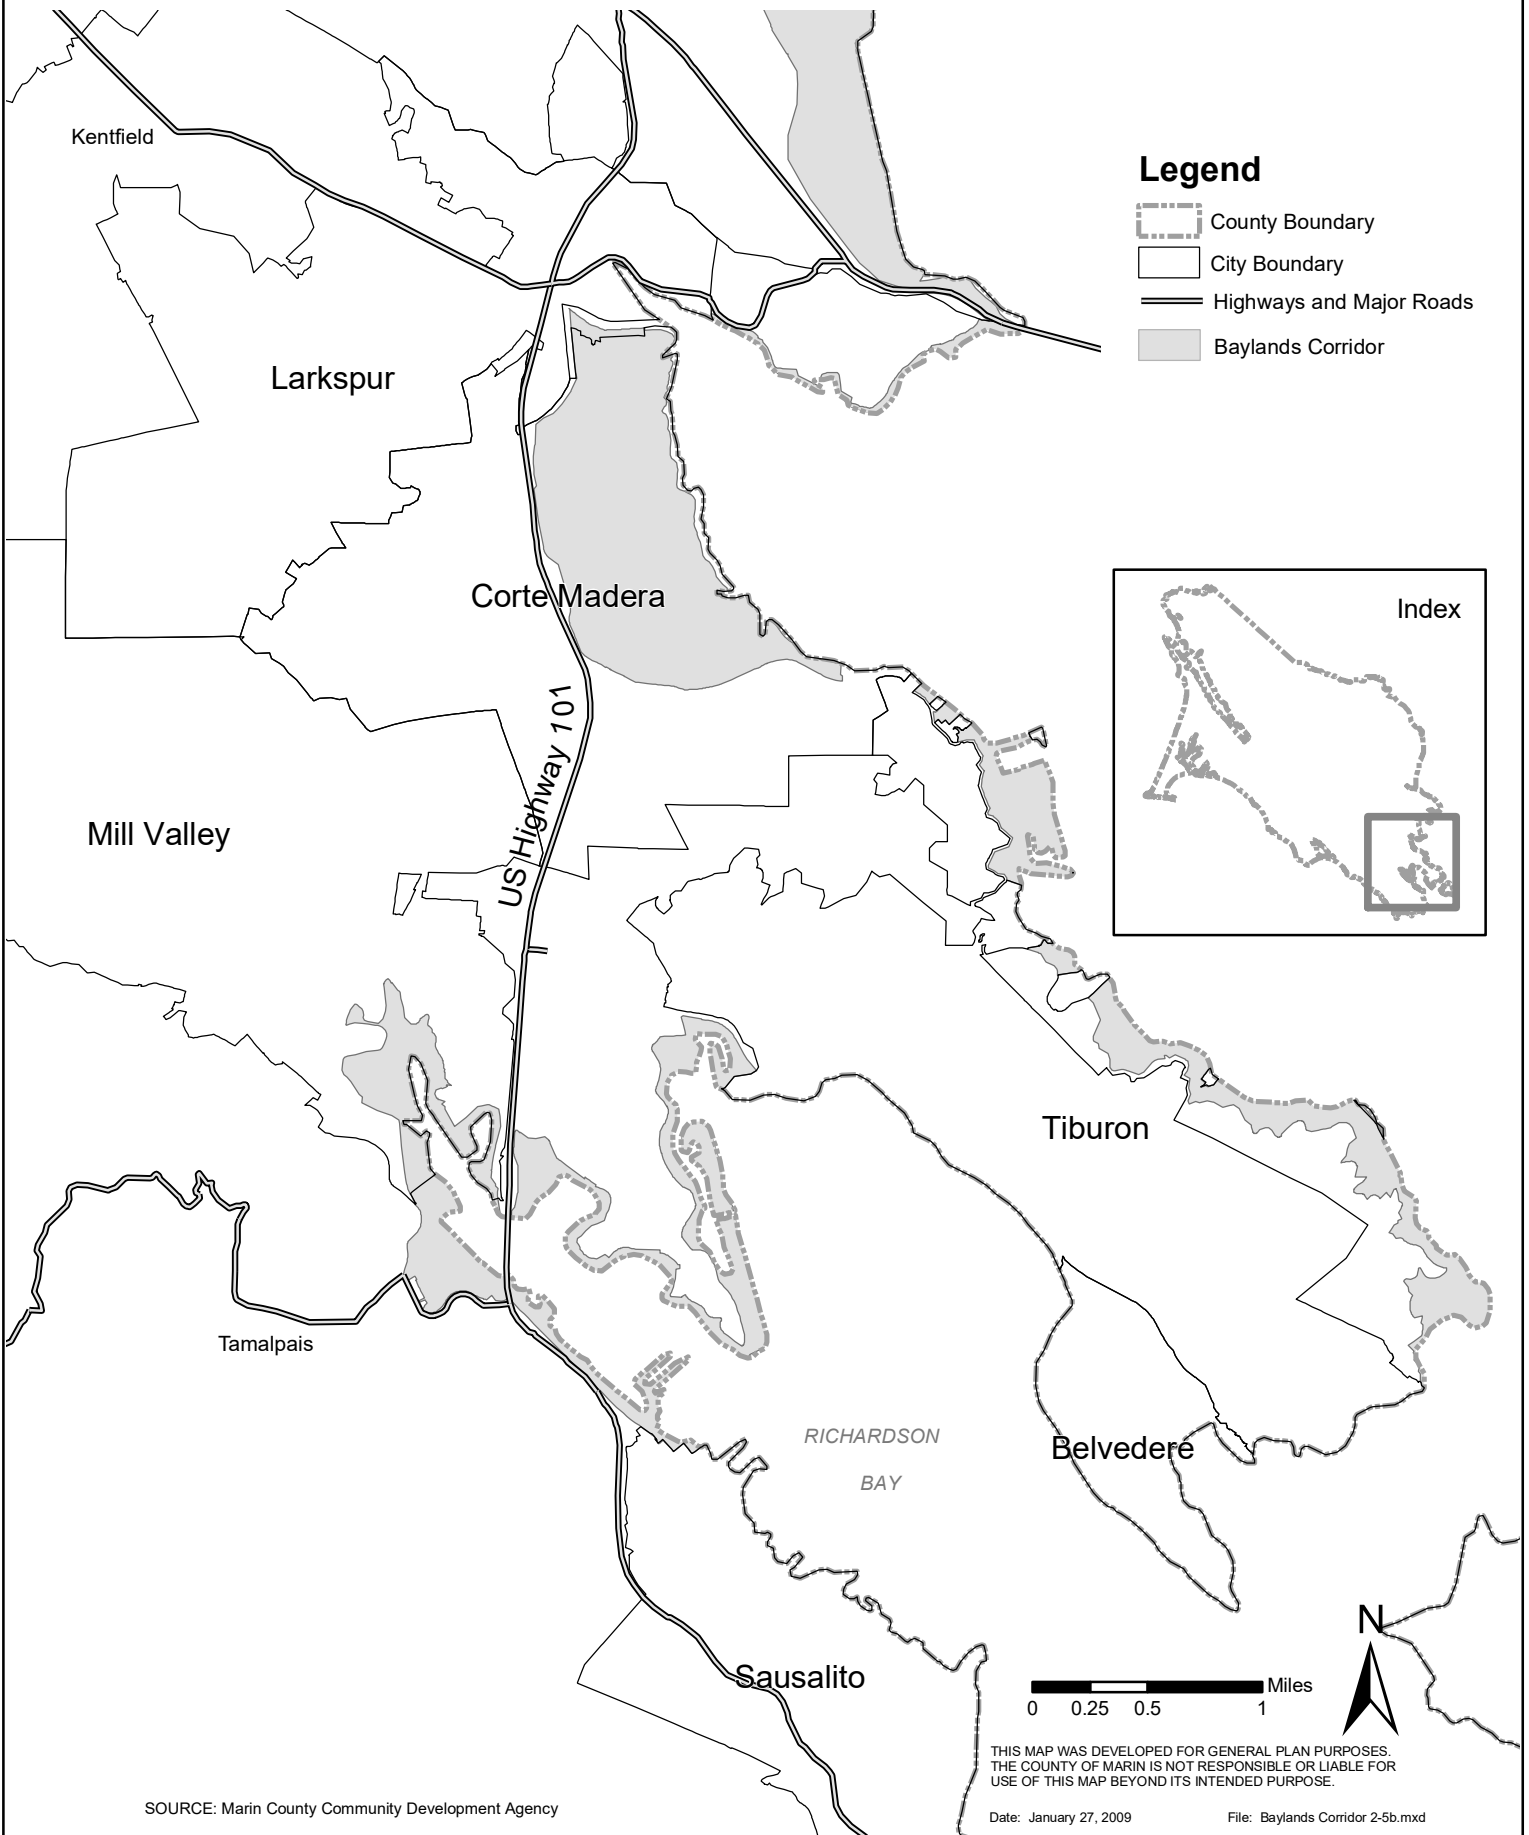 Kentfield
Legend
County Boundary
City Boundary
Highways and Major Roads
Baylands Corridor
Larkspur
Corte Madera
Index
US Highway 101
Mill Valley
Tiburon
Tamalpais
RICHARDSON
BAY
Belvedere
N
Sausalito
Miles
0 0.25 0.5 1
THIS MAP WAS DEVELOPED FOR GENERAL PLAN PURPOSES.
THE COUNTY OF MARIN IS NOT RESPONSIBLE OR LIABLE FOR
USE OF THIS MAP BEYOND ITS INTENDED PURPOSE.
SOURCE: Marin County Community Development Agency
Date: January 27, 2009 File: Baylands Corridor 2-5b.mxd